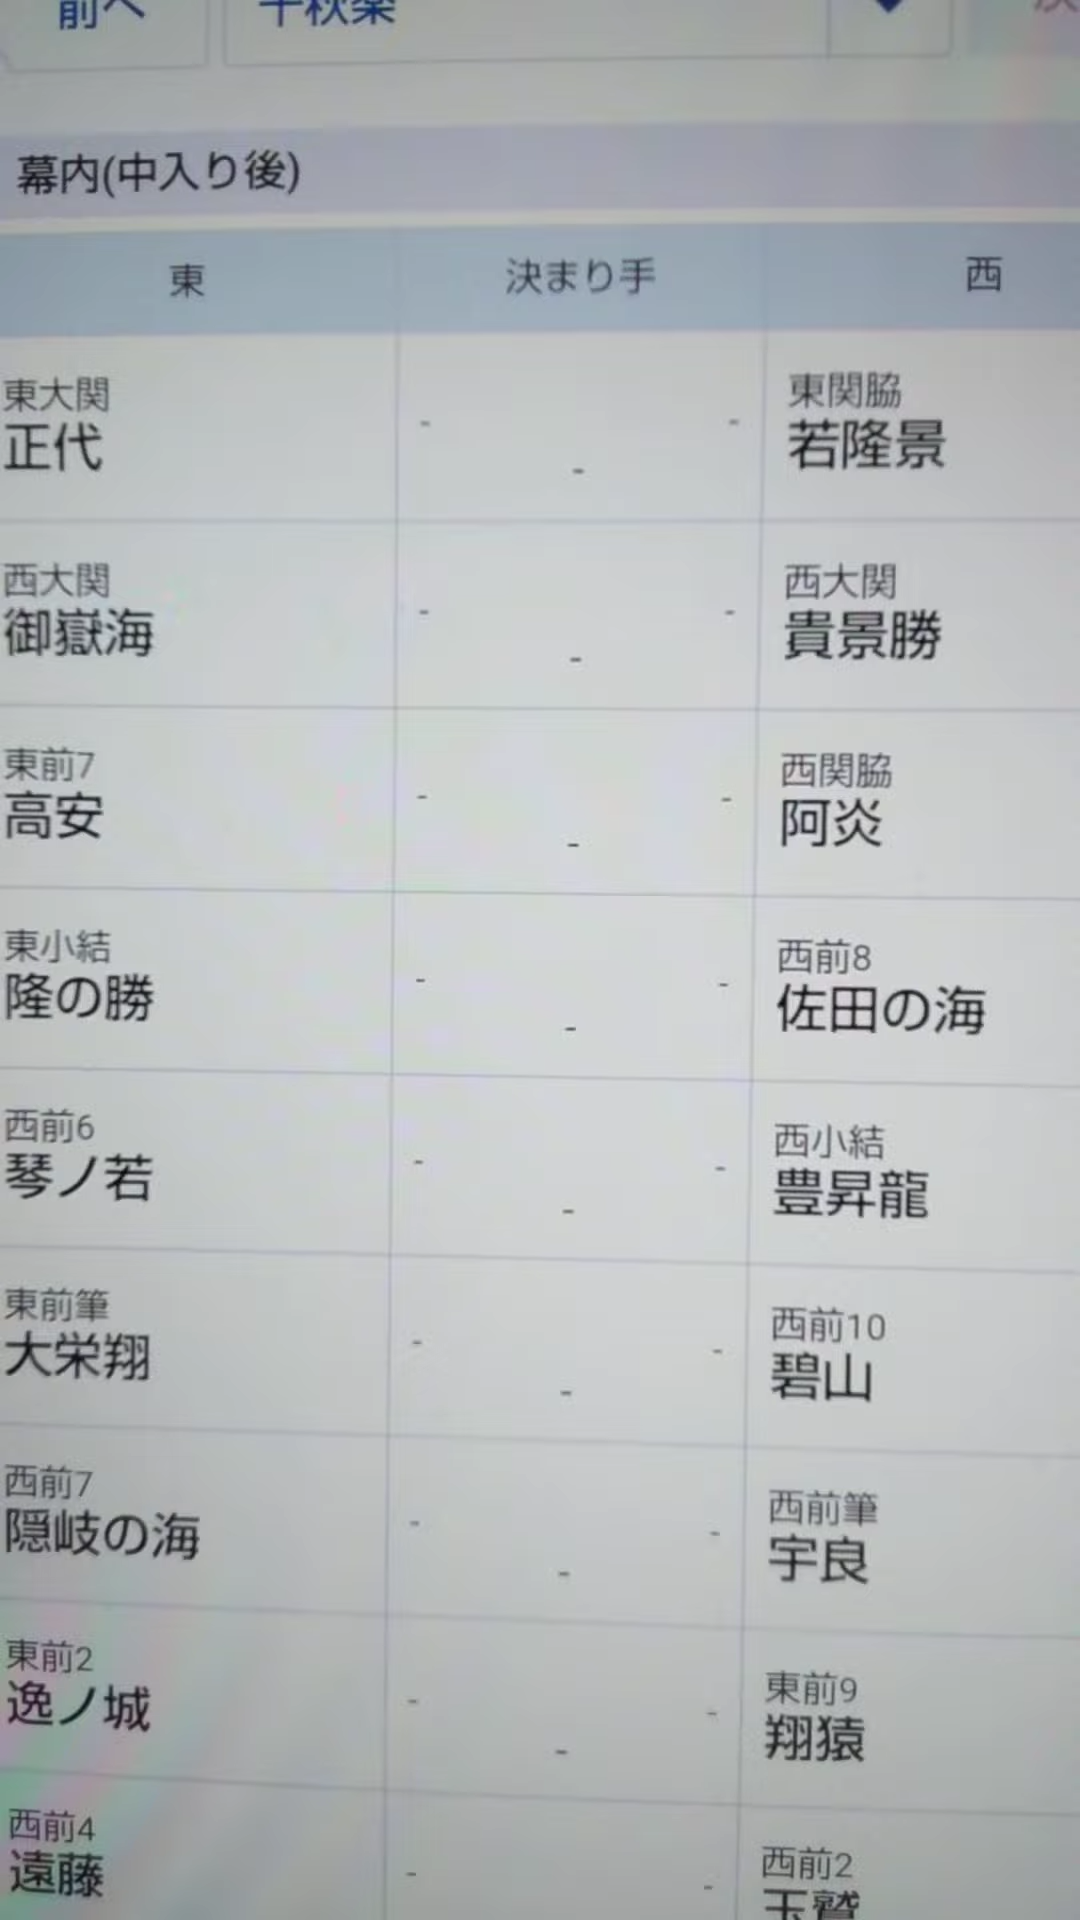 前へ
千秋楽
幕内(中入り後)
東 決まり手 西
東大関 東関脇
正代 - - 若隆景
-
西大関 西大関
御嶽海 - - 貴景勝
-
東前7 西関脇
高安 - - 阿炎
-
東小結 西前8
隆の勝 - - 佐田の海
-
西前6 西小結
琴ノ若 - - 豊昇龍
-
東前筆 西前10
大栄翔 - - 碧山
-
西前7 西前筆
隠岐の海 - - 宇良
-
東前2 東前9
逸ノ城 - - 翔猿
-
西前4 西前2
遠藤 - - 玉鷲